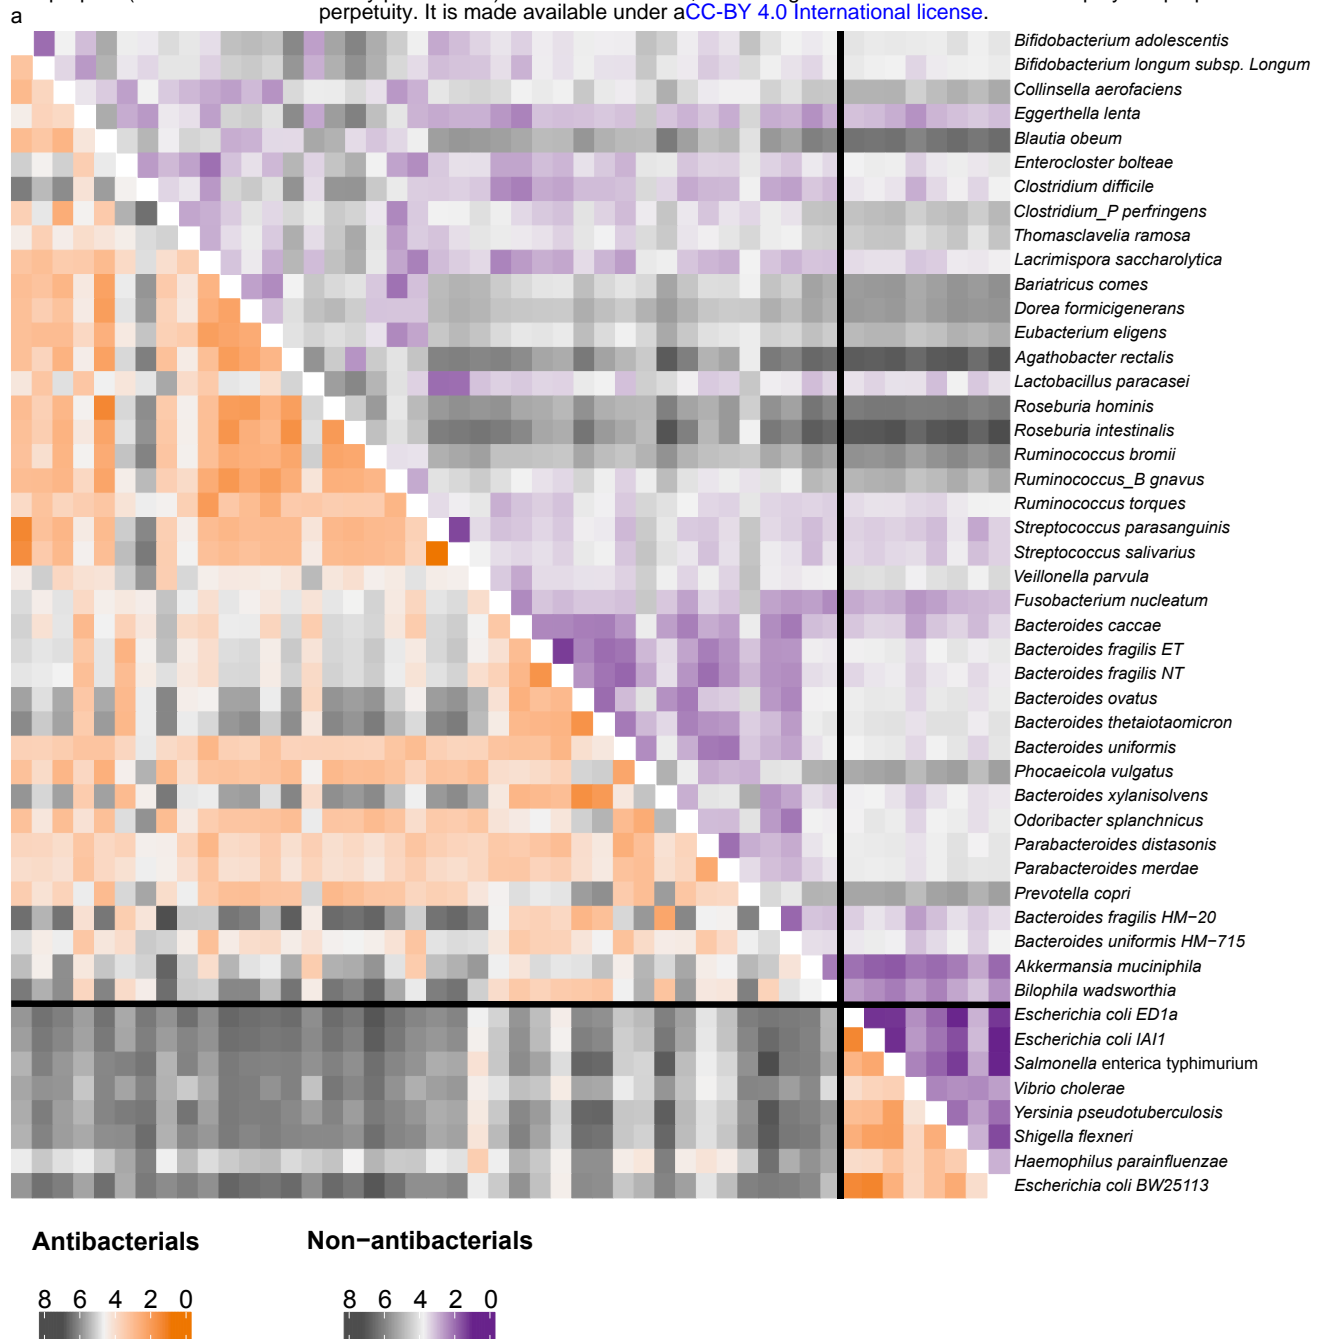 perpetuity. It is made available under aCC-BY 4.0 International license.
a
Bifidobacterium adolescentis
Bifidobacterium longum subsp. Longum
Collinsella aerofaciens
Eggerthella lenta
Blautia obeum
Enterocloster bolteae
Clostridium difficile
Clostridium_P perfringens
Thomasclavelia ramosa
Lacrimispora saccharolytica
Bariatricus comes
Dorea formicigenerans
Eubacterium eligens
Agathobacter rectalis
Lactobacillus paracasei
Roseburia hominis
Roseburia intestinalis
Ruminococcus bromii
Ruminococcus_B gnavus
Ruminococcus torques
Streptococcus parasanguinis
Streptococcus salivarius
Veillonella parvula
Fusobacterium nucleatum
Bacteroides caccae
Bacteroides fragilis ET
Bacteroides fragilis NT
Bacteroides ovatus
Bacteroides thetaiotaomicron
Bacteroides uniformis
Phocaeicola vulgatus
Bacteroides xylanisolvens
Odoribacter splanchnicus
Parabacteroides distasonis
Parabacteroides merdae
Prevotella copri
Bacteroides fragilis HM−20
Bacteroides uniformis HM−715
Akkermansia muciniphila
Bilophila wadsworthia
Escherichia coli ED1a
Escherichia coli IAI1
Salmonella enterica typhimurium
Vibrio cholerae
Yersinia pseudotuberculosis
Shigella flexneri
Haemophilus parainfluenzae
Escherichia coli BW25113
Antibacterials Non−antibacterials
8 6 4 2 0 8 6 4 2 0